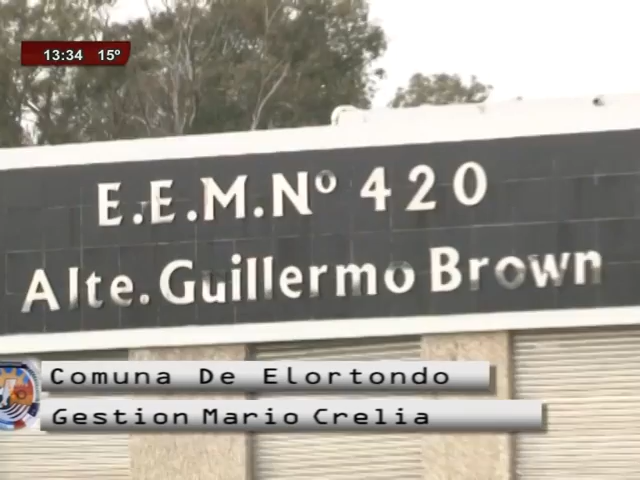 13:34 15º
E.E.M.Nº 420
Alte. Guillermo Brown
Comuna De Elortondo
Gestion Mario Crelia